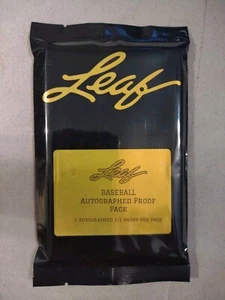 Leaf
Leaf
BASEBALL
AUTOGRAPHED PROOF
PACK
1 AUTOGRAPHED 1/1 PROOF PER PACK